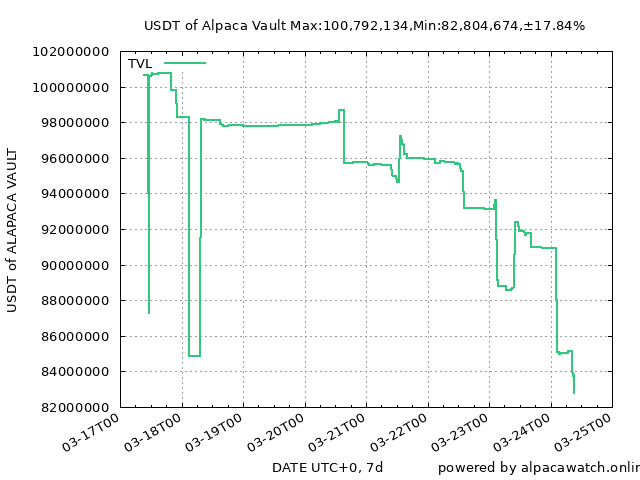 USDT of Alpaca Vault Max:100,792,134,Min:82,804,674,±17.84%
TVL
102000000
100000000
98000000
96000000
94000000
92000000
90000000
88000000
86000000
84000000
82000000
USDT of ALAPACA VAULT
03-17T00
03-18T00
03-19T00
03-20T00
03-21T00
03-22T00
03-23T00
03-24T00
03-25T00
DATE UTC+0, 7d
powered by alpacawatch.onlin